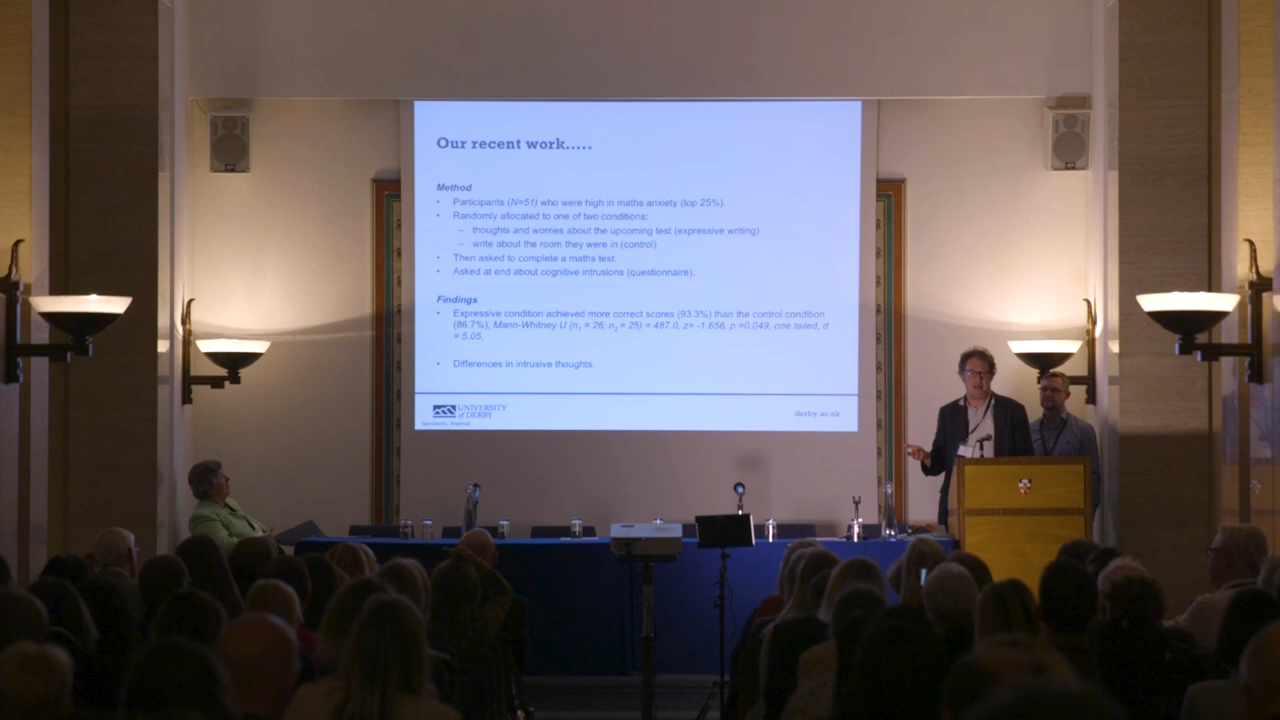 Our recent work.....
Method
• Participants (N=51) who were high in maths anxiety (top 25%).
• Randomly allocated to one of two conditions:
– thoughts and worries about the upcoming test (expressive writing)
– write about the room they were in (control)
• Then asked to complete a maths test.
• Asked at end about cognitive intrusions (questionnaire).
Findings
• Expressive condition achieved more correct scores (93.3%) than the control condition
(86.7%), Mann-Whitney U (n₁ = 26; n₂ = 25) = 487.0, z= -1.656, p =0.049, one tailed, d
= 5.05.
• Differences in intrusive thoughts.
UNIVERSITY
of DERBY
derby.ac.uk
Sensitivity: Internal